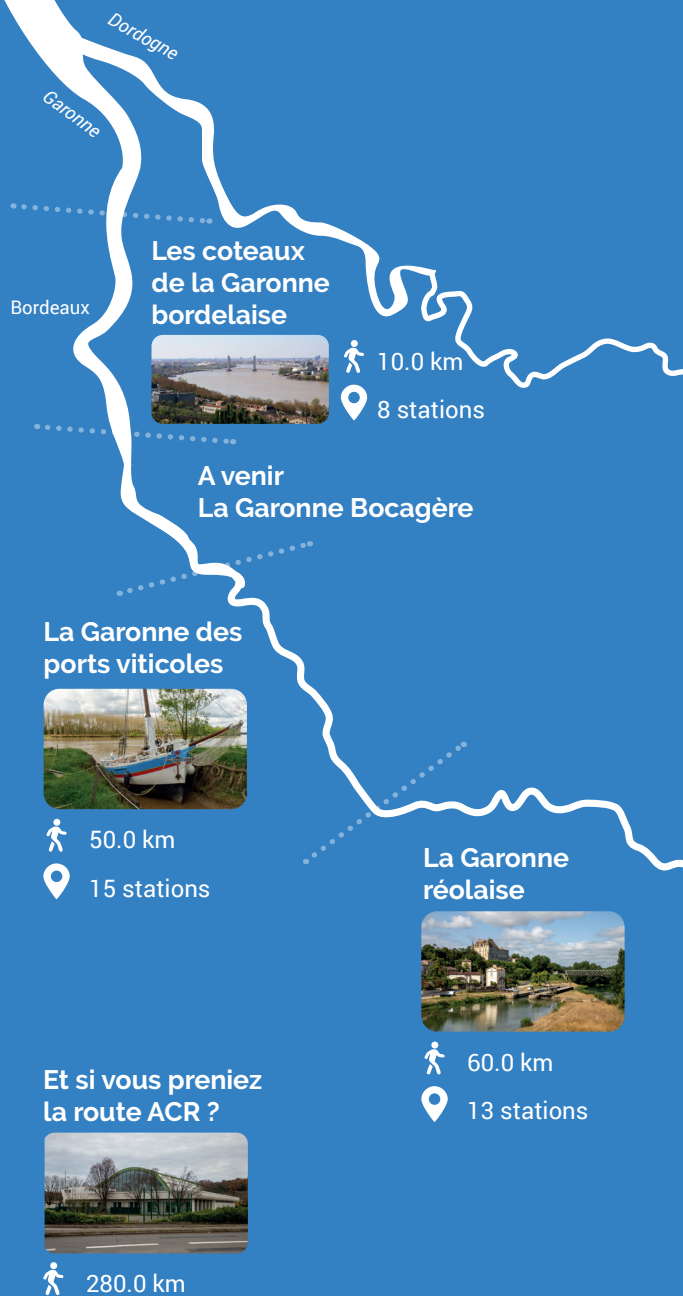 Dordogne
Garonne
Les coteaux
de la Garonne
bordelaise
Bordeaux
10.0 km
8 stations
A venir
La Garonne Bocagère
La Garonne des
ports viticoles
50.0 km
15 stations
La Garonne
réolaise
60.0 km
13 stations
Et si vous preniez
la route ACR ?
280.0 km